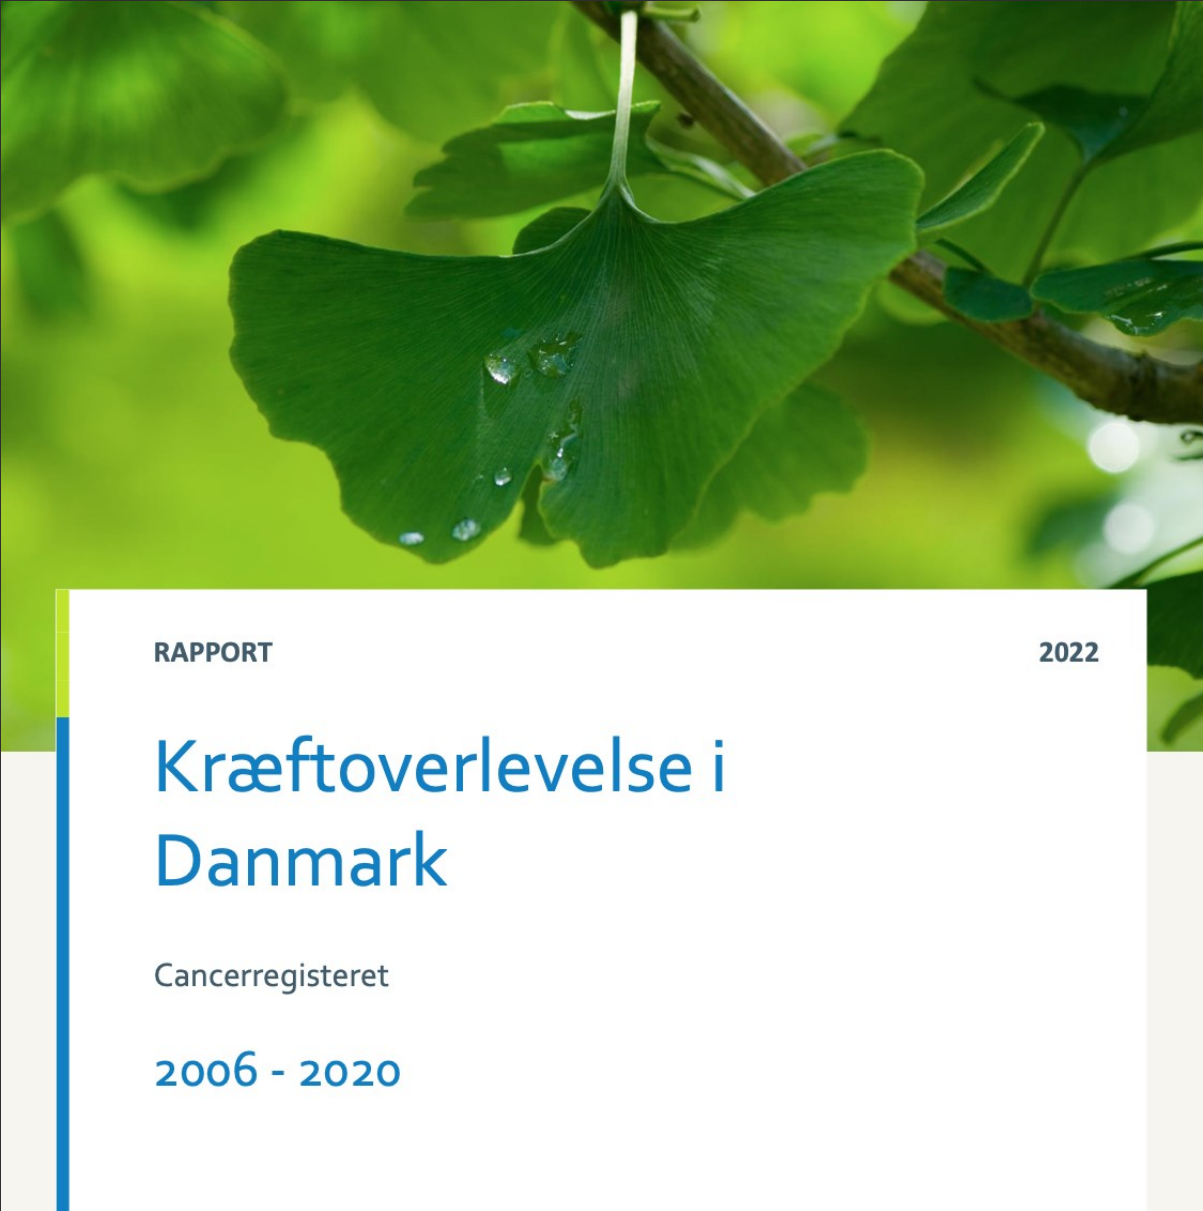 RAPPORT 2022
Kræftoverlevelse i
Danmark
Cancerregisteret
2006 - 2020